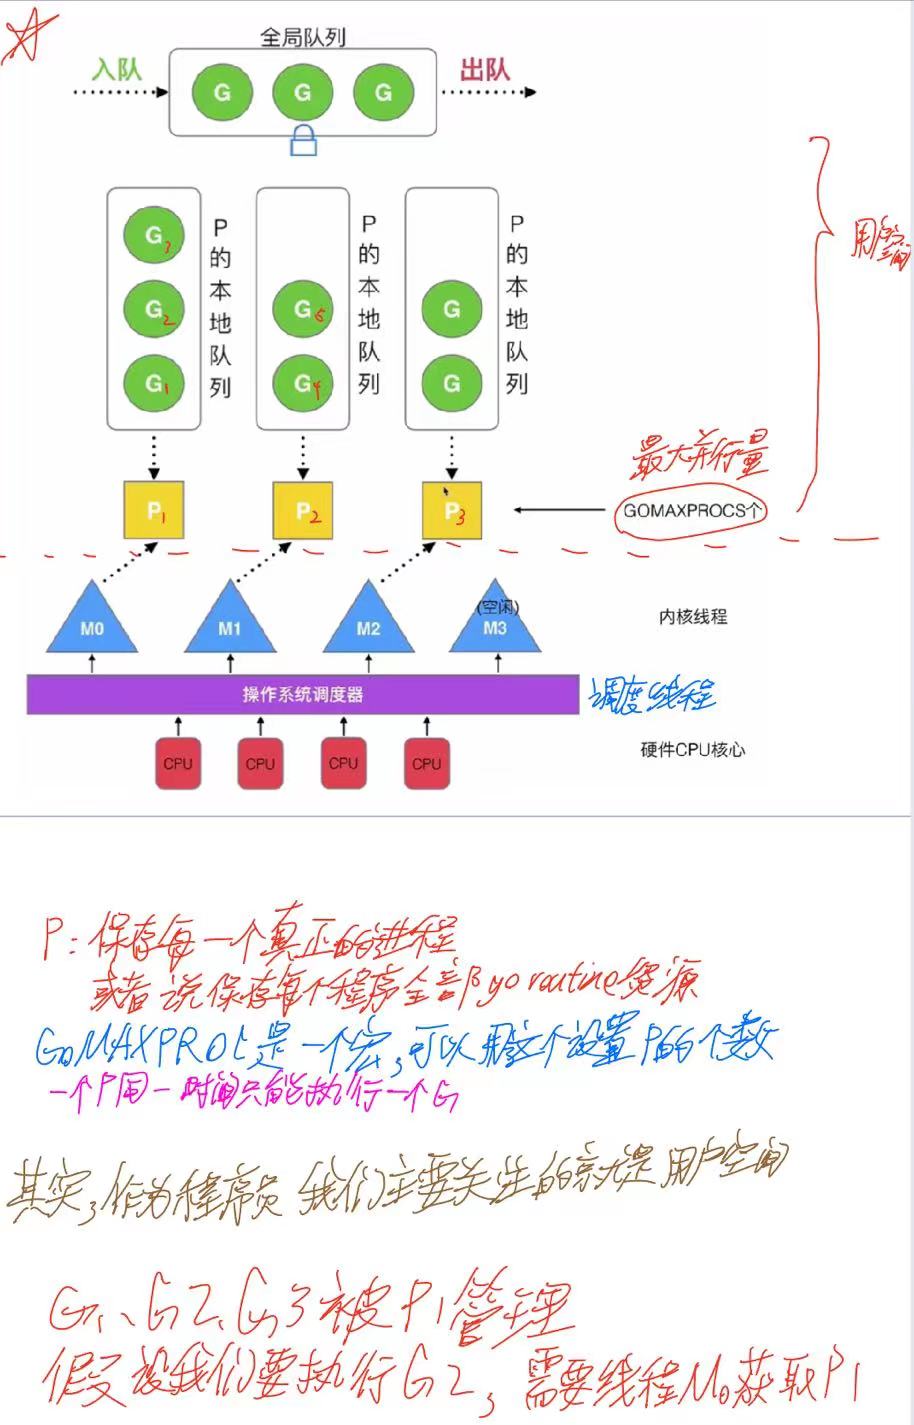 全局队列
入队
出队
G G G
G3
G2 G5 G
G1 G4 G
P的本地队列
P的本地队列
P的本地队列
用户空间
最大并行量
P1 P2 P3
GOMAXPROCS个
M0 M1 M2 (空闲) M3
内核线程
操作系统调度器
调度线程
CPU CPU CPU CPU
硬件CPU核心
P：保存每一个真正的进程
或者说保存每个程序全部go routine资源
GoMAXPROC是一个宏，可以用这个设置P的个数
一个P同一时间只能执行一个G
其实，作为程序员 我们主要关注的就是用户空间
G1、G2、G3被P1管理
假设我们要执行G2，需要线程M0获取P1